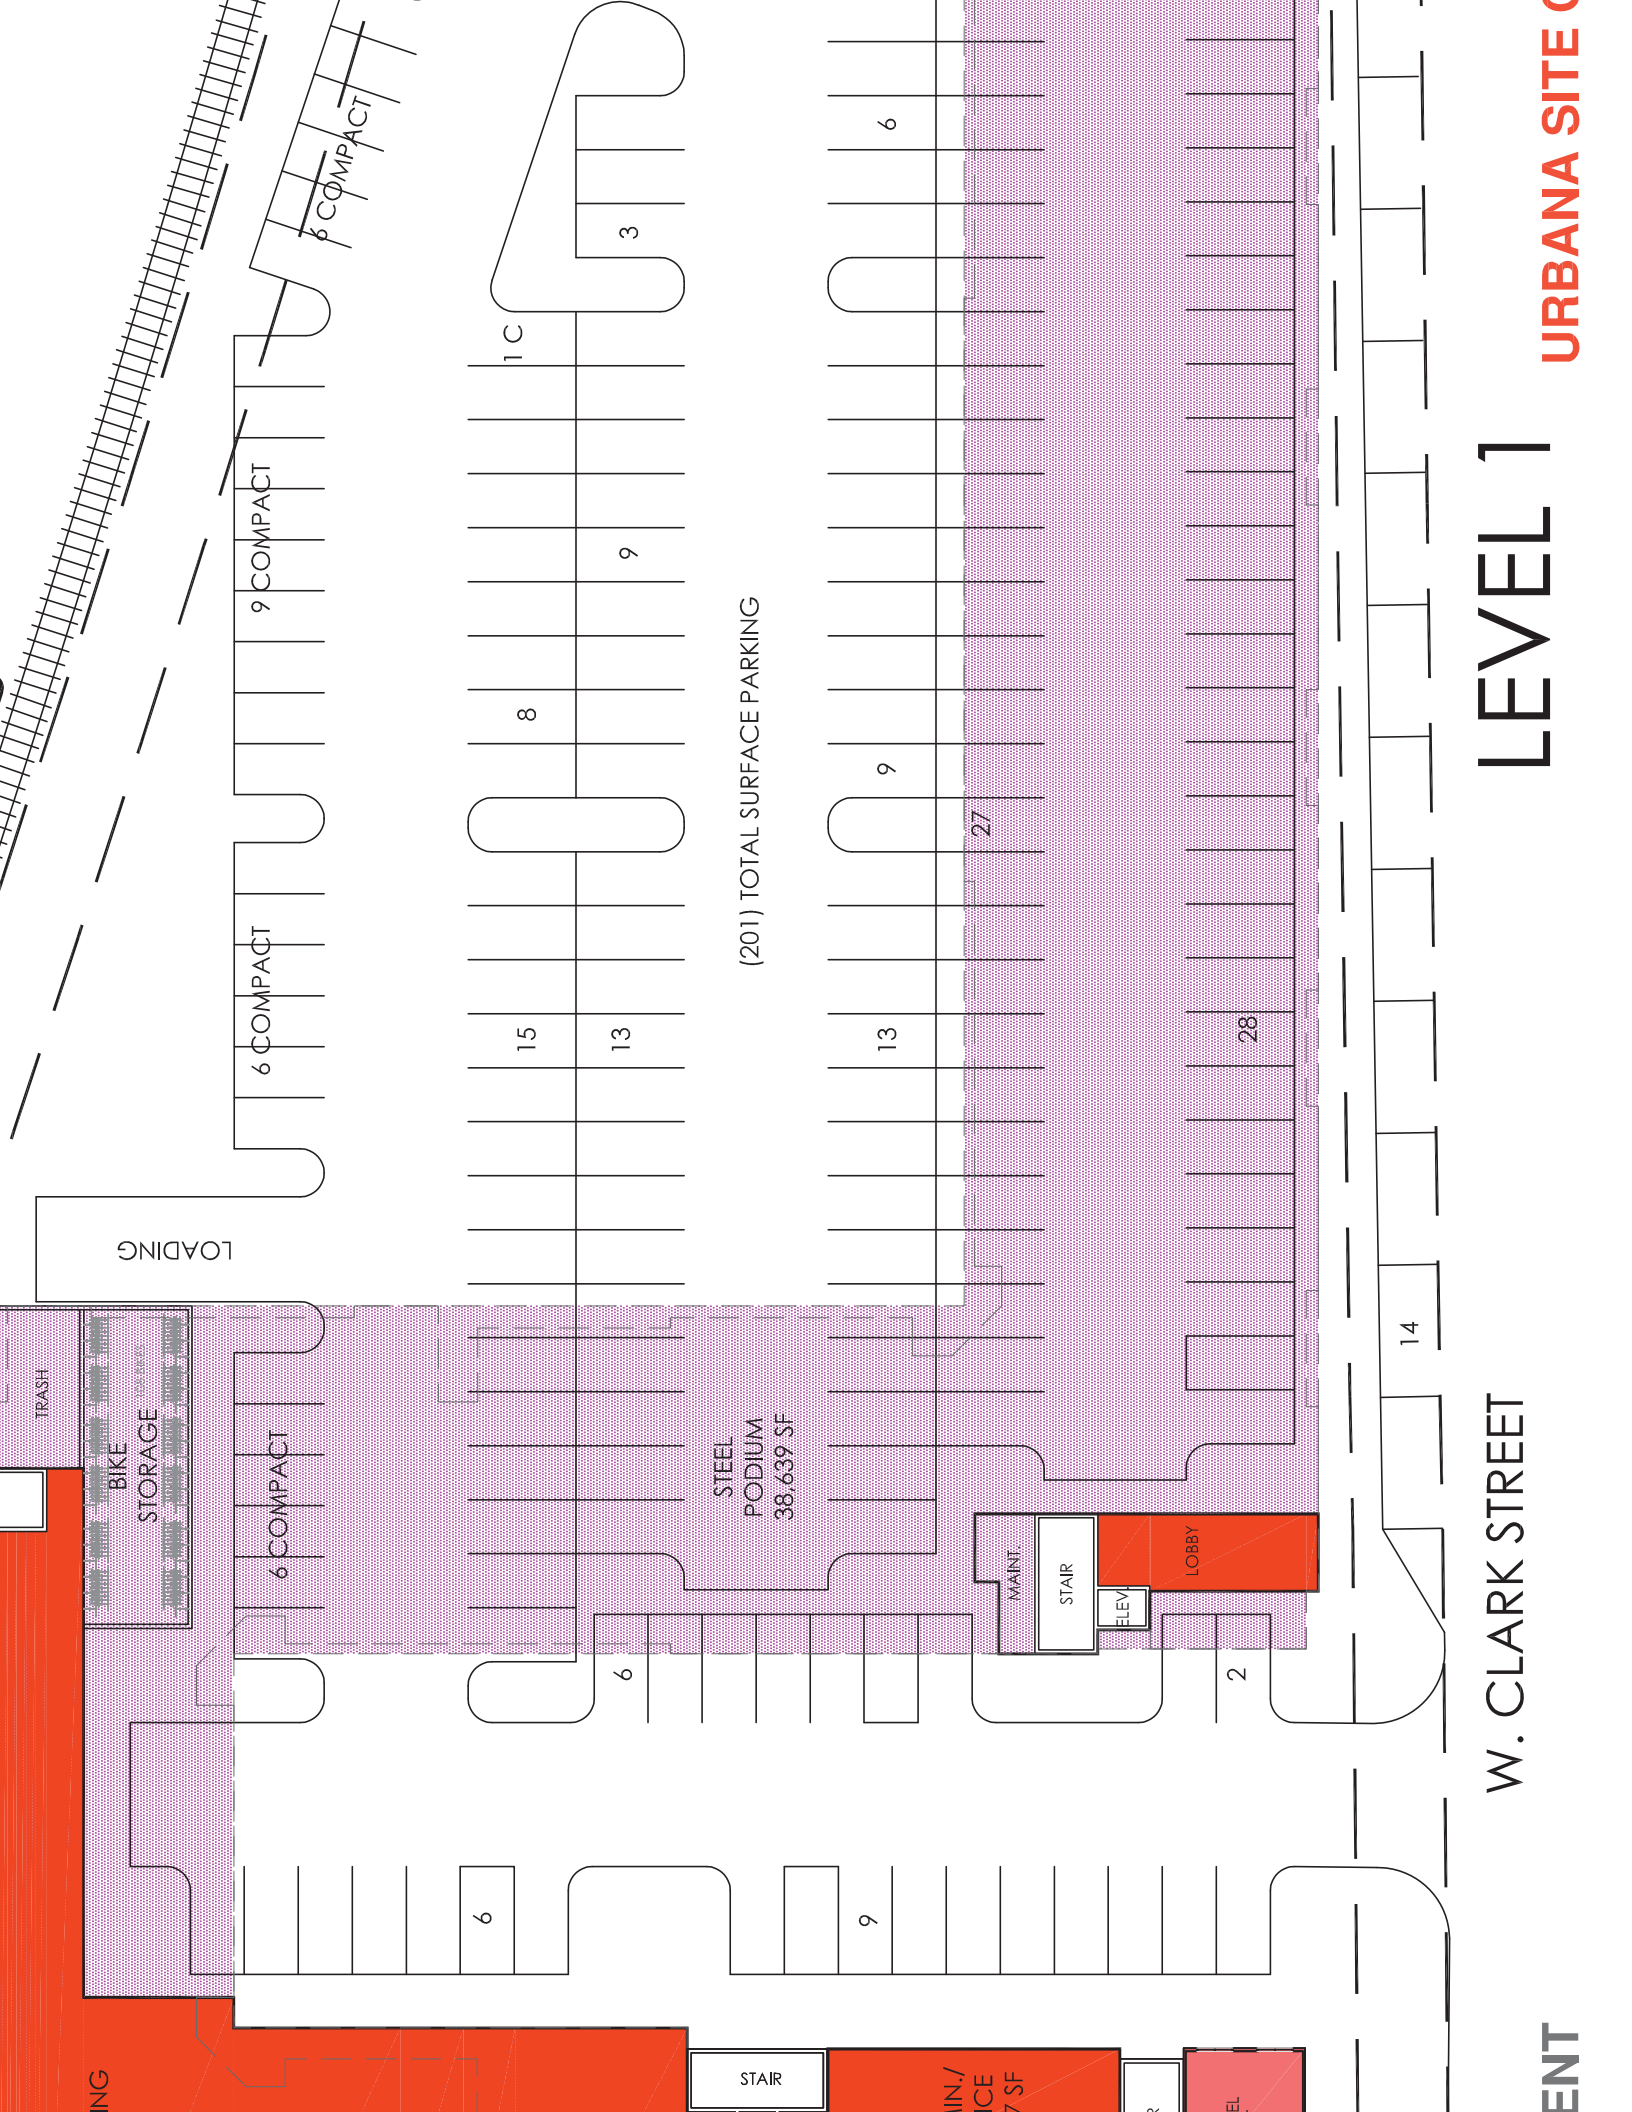 6 COMPACT
6
3
1 C
9 COMPACT
9
8
(201) TOTAL SURFACE PARKING
9
27
6 COMPACT
15
13
13
28
LOADING
14
TRASH
BIKE
STORAGE
6 COMPACT
STEEL
PODIUM
38,639 SF
MAINT.
STAIR
ELEV.
LOBBY
6
2
6
9
STAIR
URBANA SITE
LEVEL 1
W. CLARK STREET